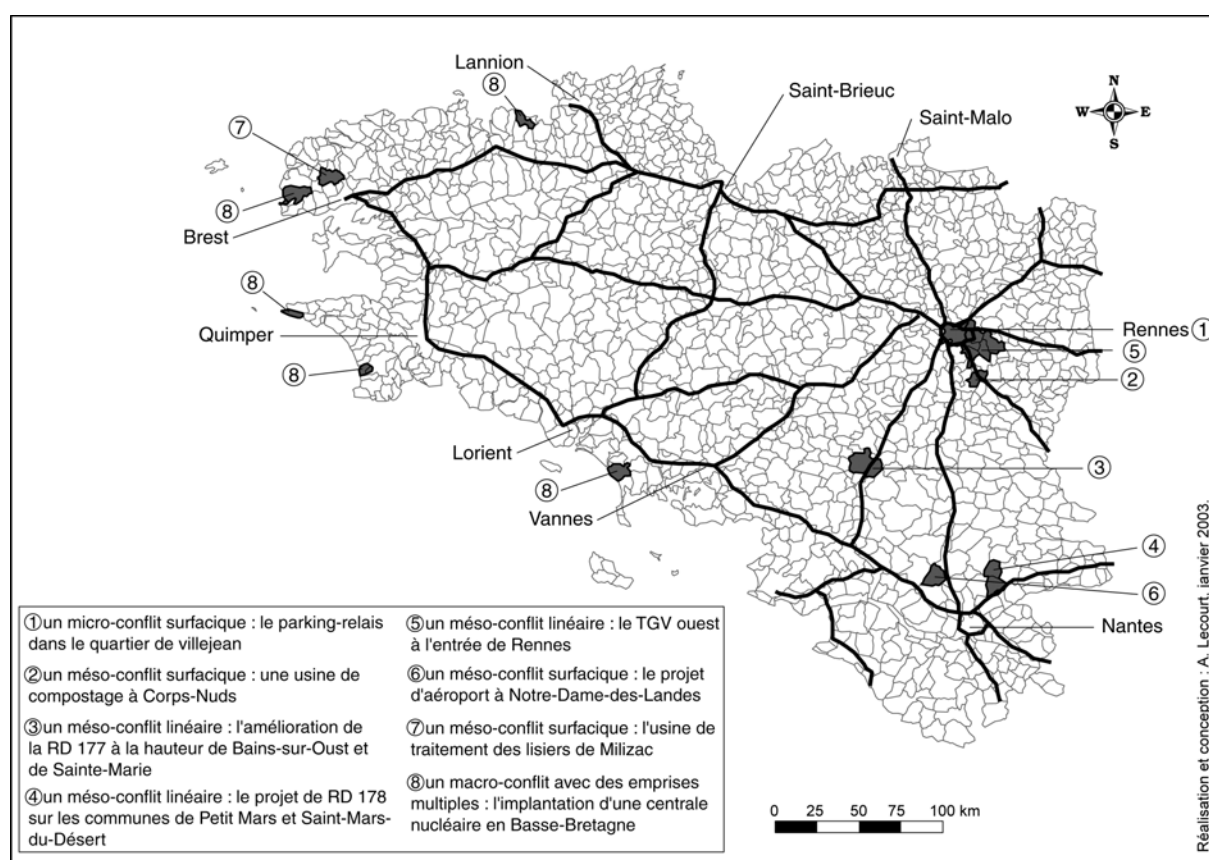 Lannion
⑧
Saint-Brieuc
N
W E
S
⑦
Saint-Malo
⑧
Brest
⑧
Quimper
Rennes ①
⑤
⑧
②
Lorient
③
⑧
Vannes
④
⑥
Nantes
①un micro-conflit surfacique : le parking-relais
dans le quartier de villejean
②un méso-conflit surfacique : une usine de
compostage à Corps-Nuds
③un méso-conflit linéaire : l'amélioration de
la RD 177 à la hauteur de Bains-sur-Oust et
de Sainte-Marie
④un méso-conflit linéaire : le projet de RD 178
sur les communes de Petit Mars et Saint-Mars-
du-Désert
⑤un méso-conflit linéaire : le TGV ouest
à l'entrée de Rennes
⑥un méso-conflit surfacique : le projet
d'aéroport à Notre-Dame-des-Landes
⑦un méso-conflit surfacique : l'usine de
traitement des lisiers de Milizac
⑧un macro-conflit avec des emprises
multiples : l'implantation d'une centrale
nucléaire en Basse-Bretagne
0 25 50 75 100 km
Réalisation et conception : A. Lecourt, janvier 2003.